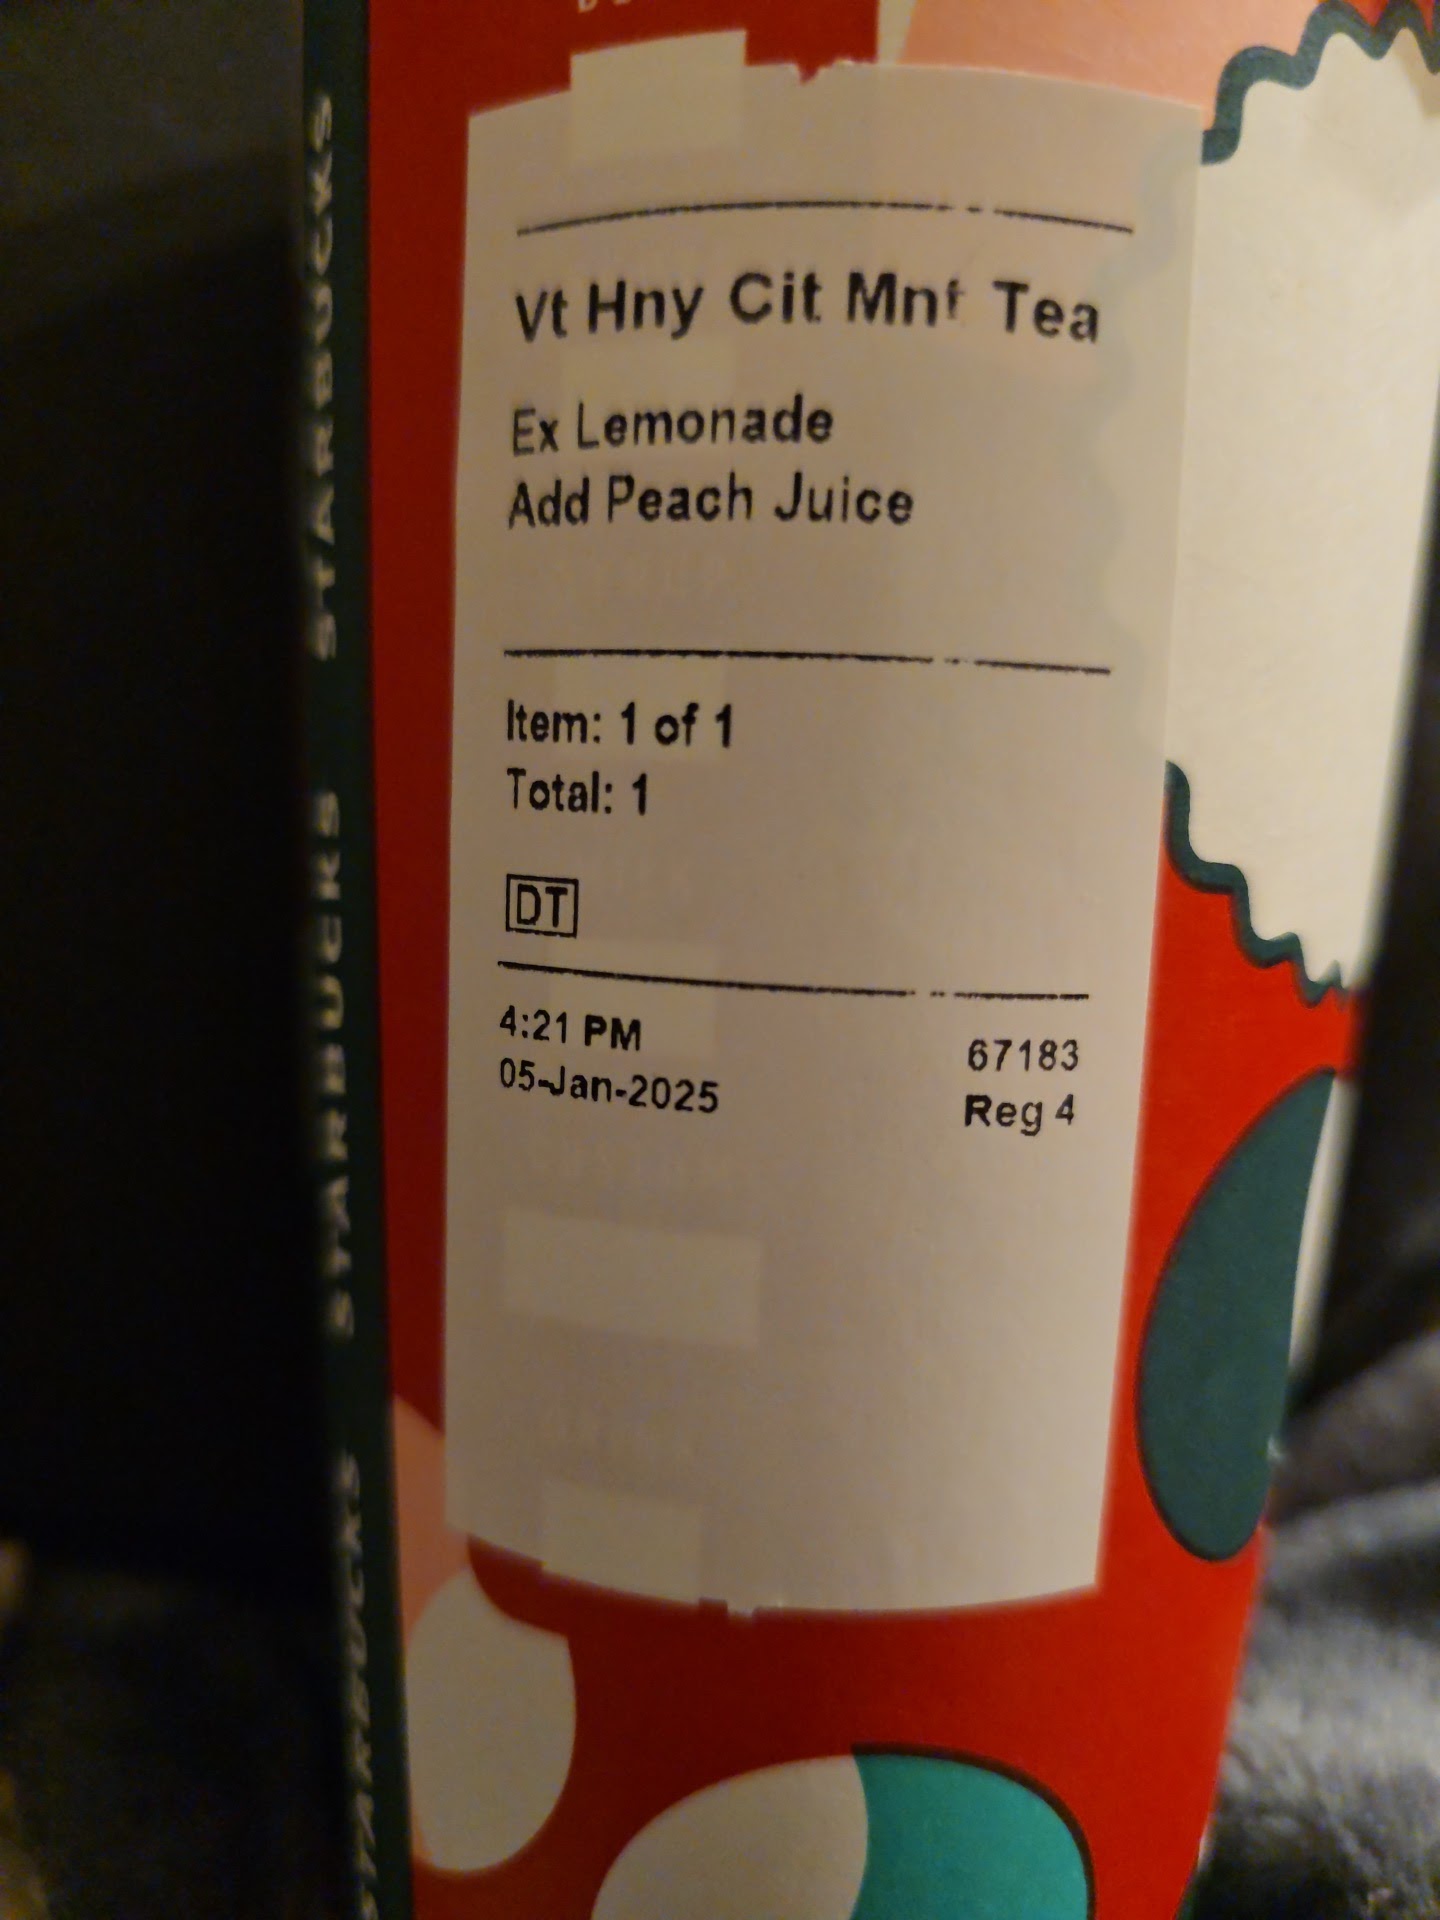 Vt Hny Cit Mnt Tea
Ex Lemonade
Add Peach Juice
Item: 1 of 1
Total: 1
DT
4:21 PM
05-Jan-2025
67183
Reg 4
STARBUCKS
STARBUCKS
STARBUCKS